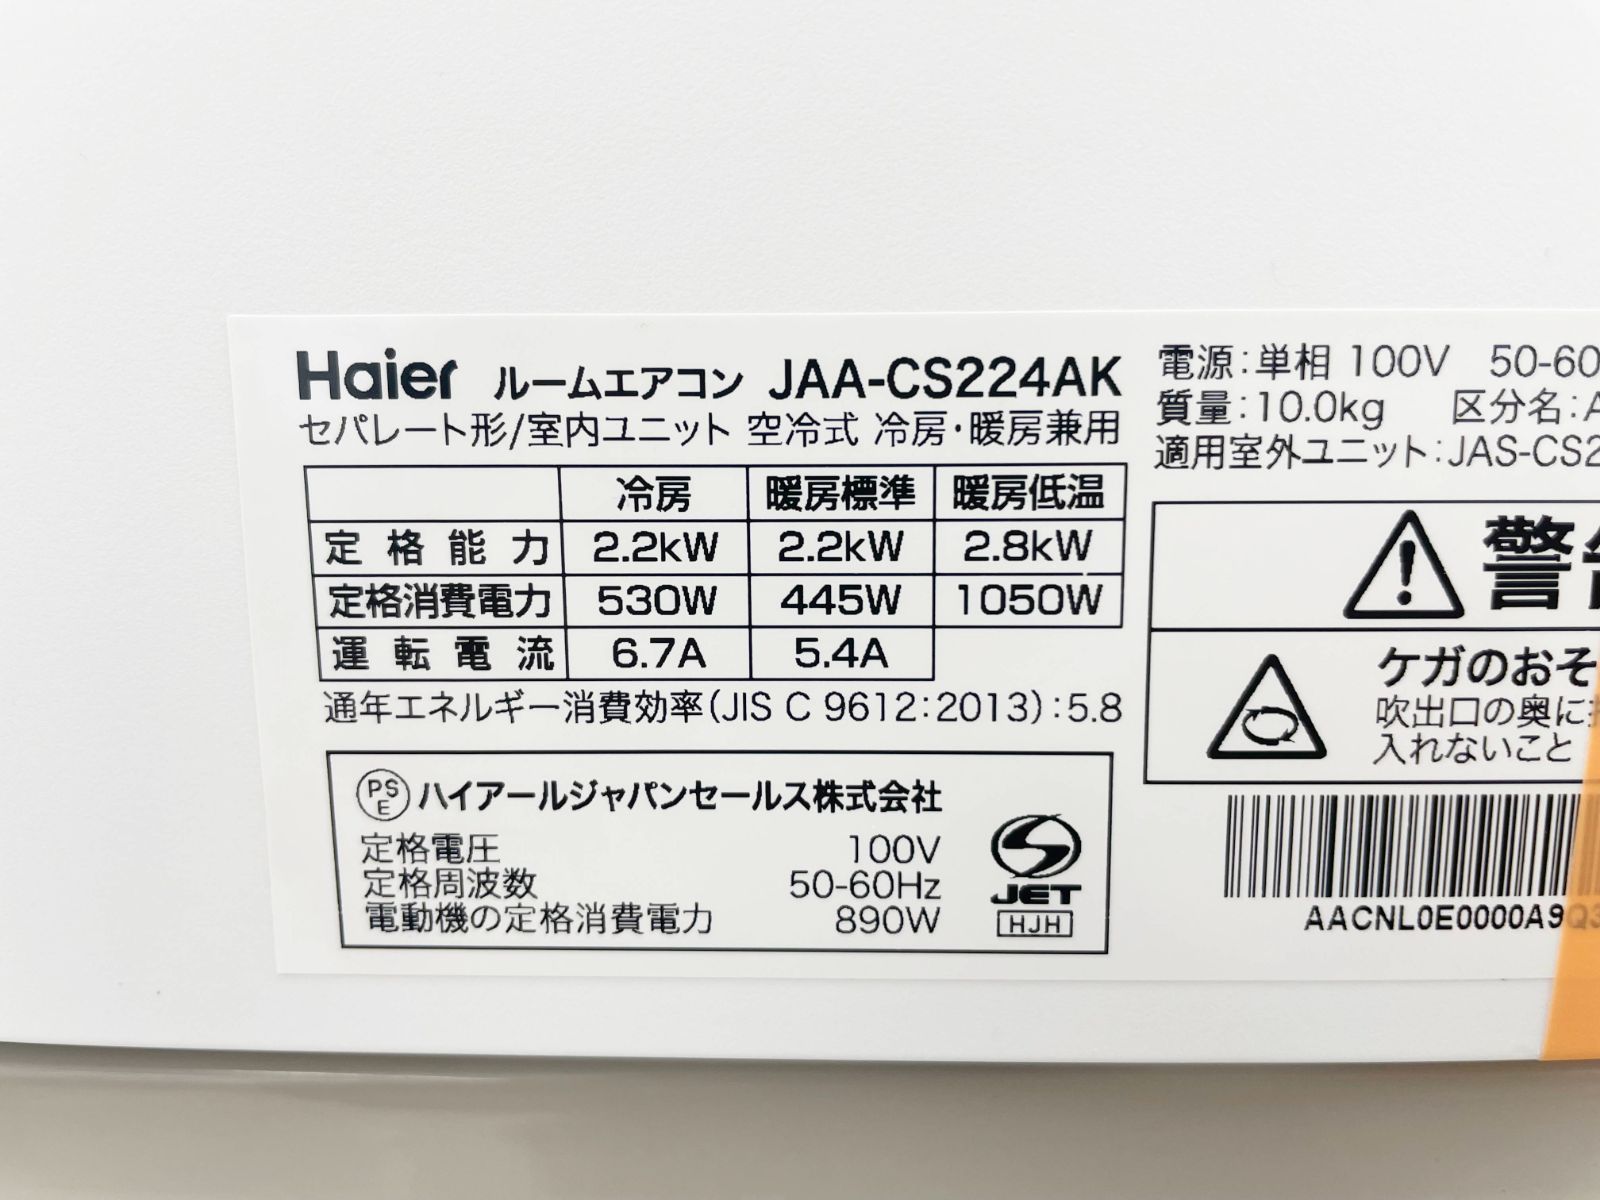 Haier ルームエアコン JAA-CS224AK
セパレート形/室内ユニット 空冷式 冷房・暖房兼用
冷房 暖房標準 暖房低温
定格能力 2.2kW 2.2kW 2.8kW
定格消費電力 530W 445W 1050W
運転電流 6.7A 5.4A
通年エネルギー消費効率(JIS C 9612:2013):5.8
PSE ハイアールジャパンセールス株式会社
定格電圧 100V
定格周波数 50-60Hz
電動機の定格消費電力 890W
JET
HJH
電源:単相 100V 50-60
質量:10.0kg 区分名:A
適用室外ユニット:JAS-CS2
警
ケガのおそ
吹出口の奥に
入れないこと
AACNL0E0000A9Q3